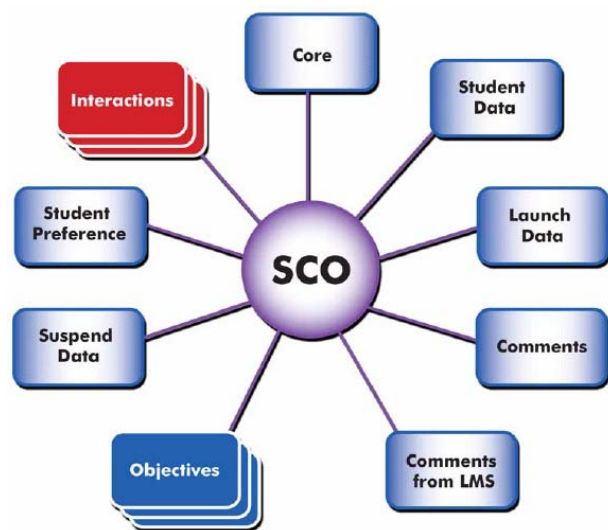 Core
Interactions
Student
Data
Student
Preference
Launch
Data
SCO
Suspend
Data
Comments
Objectives
Comments
from LMS